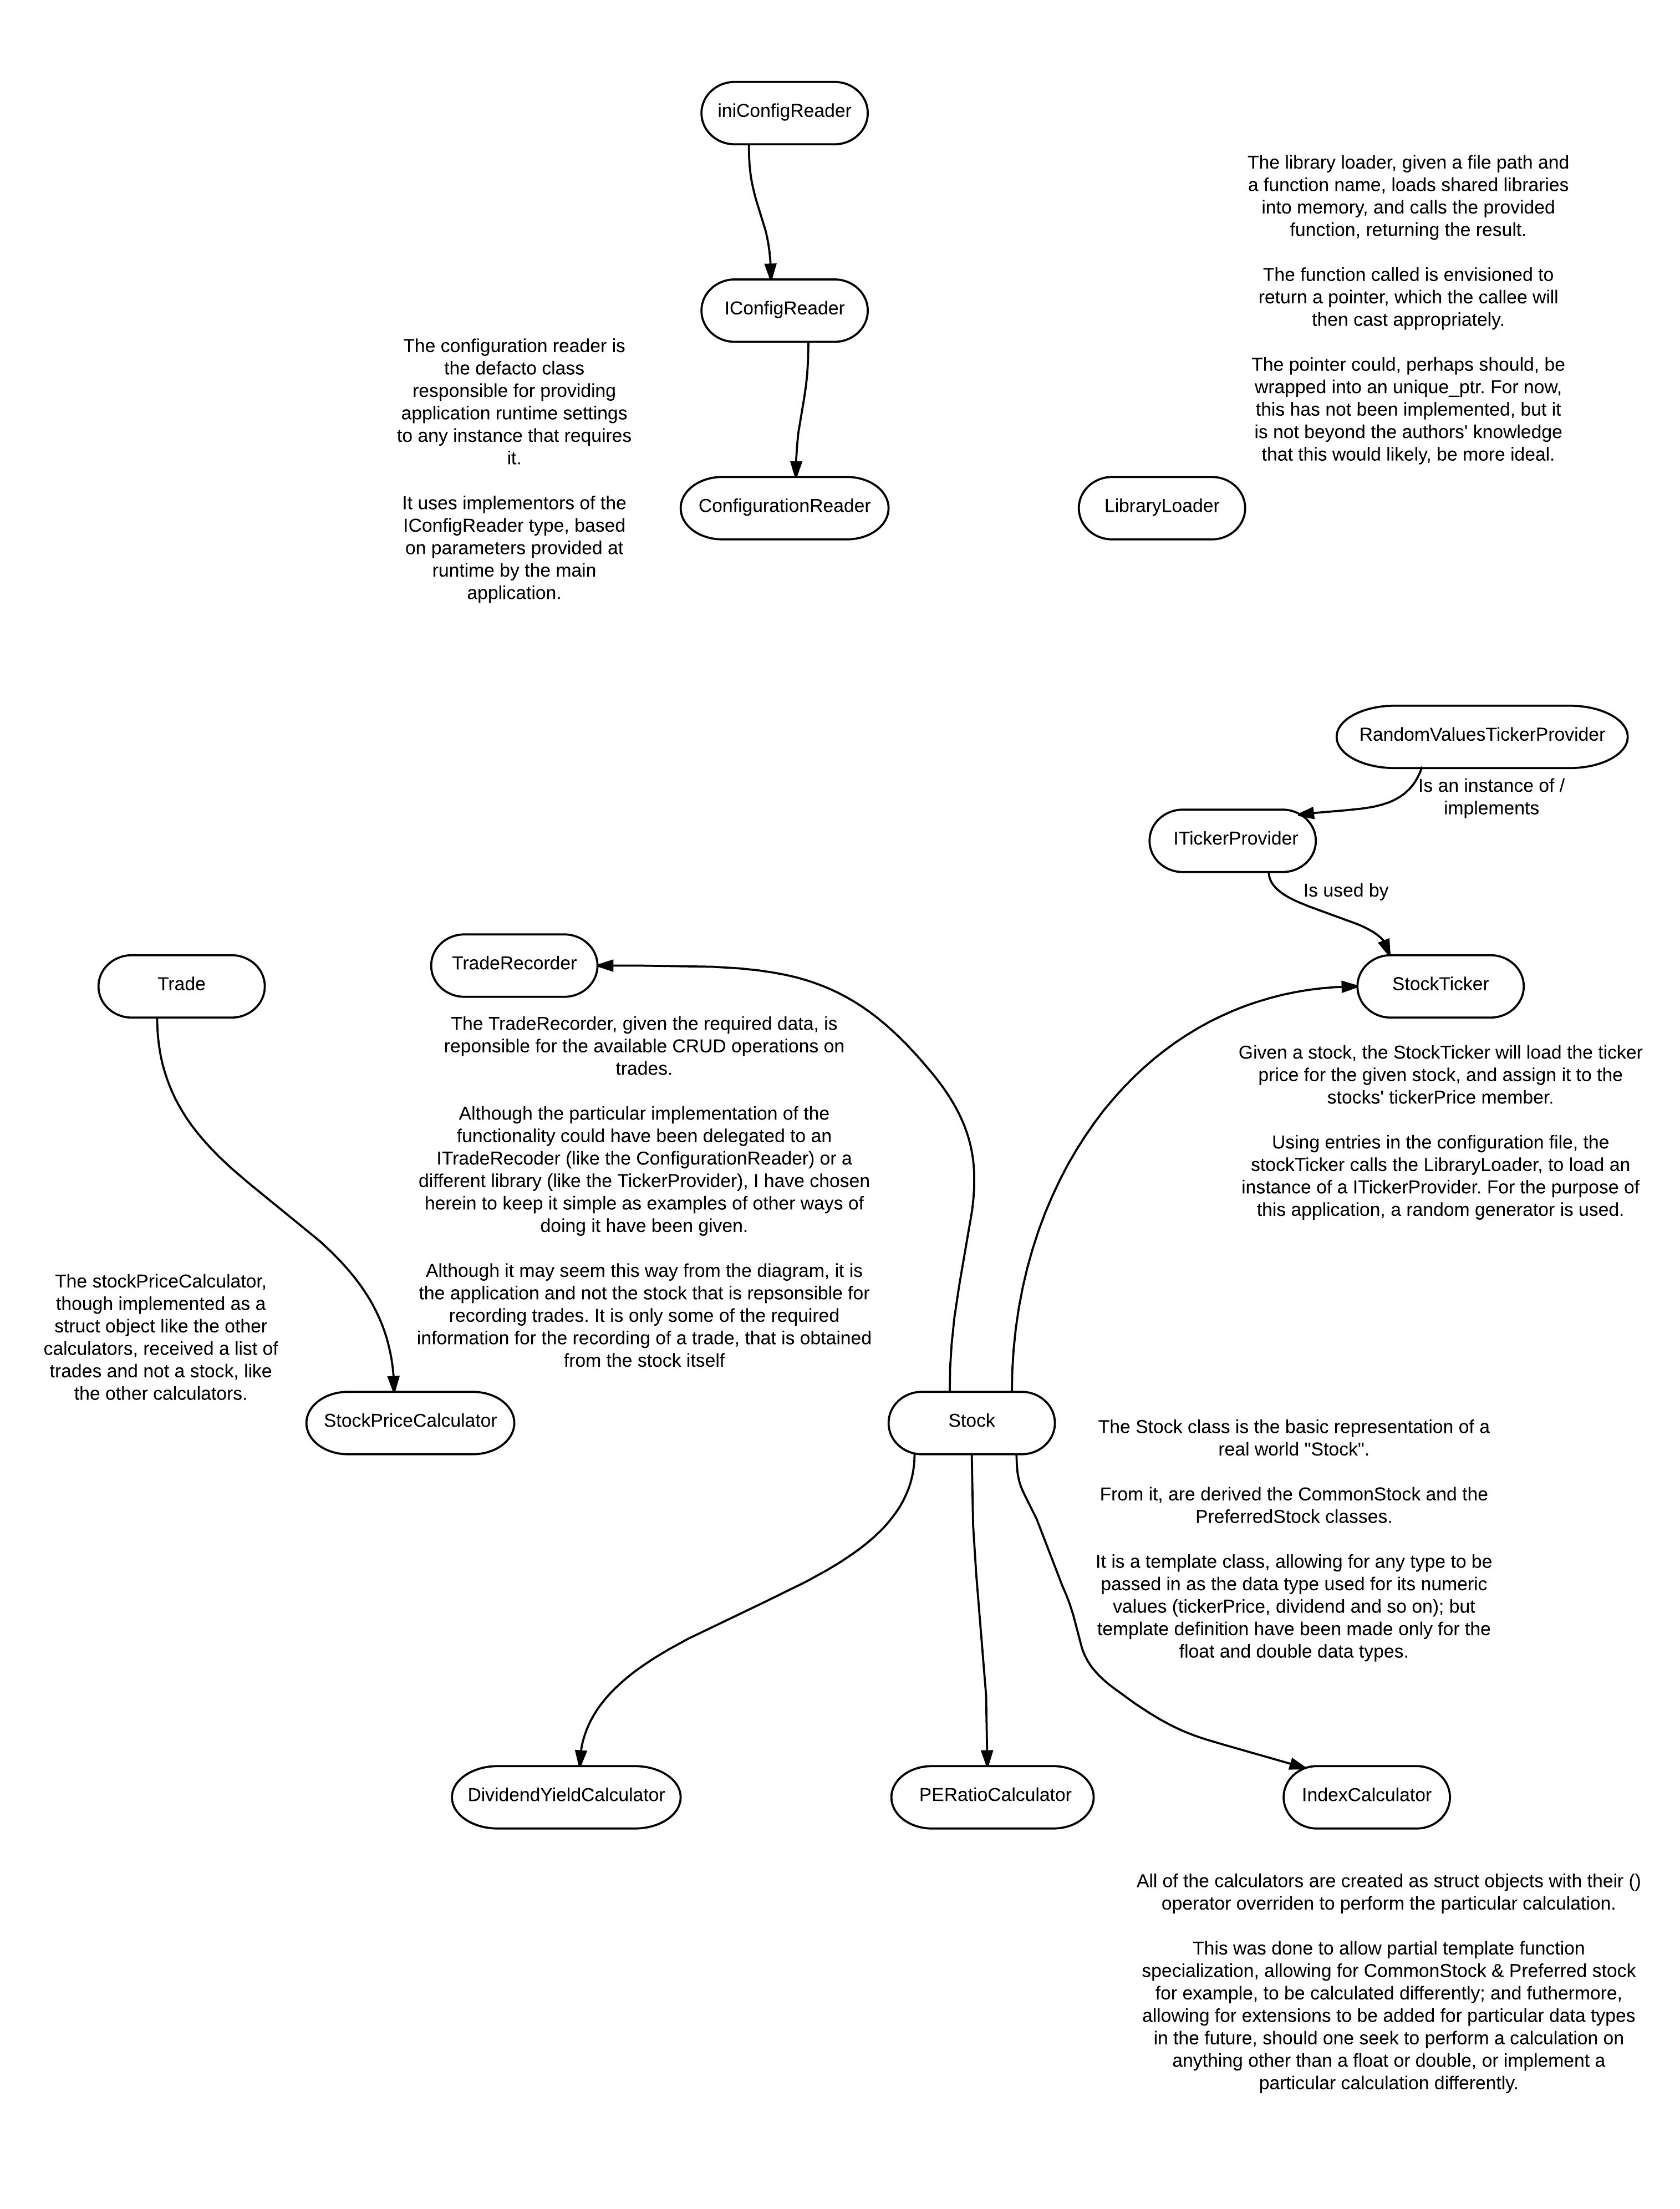 iniConfigReader
The library loader, given a file path and
a function name, loads shared libraries
into memory, and calls the provided
function, returning the result.
The function called is envisioned to
return a pointer, which the callee will
then cast appropriately.
The pointer could, perhaps should, be
wrapped into an unique_ptr. For now,
this has not been implemented, but it
is not beyond the authors' knowledge
that this would likely, be more ideal.
IConfigReader
The configuration reader is
the defacto class
responsible for providing
application runtime settings
to any instance that requires
it.
It uses implementors of the
IConfigReader type, based
on parameters provided at
runtime by the main
application.
ConfigurationReader
LibraryLoader
RandomValuesTickerProvider
Is an instance of /
implements
ITickerProvider
Is used by
Trade
TradeRecorder
StockTicker
The TradeRecorder, given the required data, is
reponsible for the available CRUD operations on
trades.
Although the particular implementation of the
functionality could have been delegated to an
ITradeRecoder (like the ConfigurationReader) or a
different library (like the TickerProvider), I have chosen
herein to keep it simple as examples of other ways of
doing it have been given.
Although it may seem this way from the diagram, it is
the application and not the stock that is repsonsible for
recording trades. It is only some of the required
information for the recording of a trade, that is obtained
from the stock itself
Given a stock, the StockTicker will load the ticker
price for the given stock, and assign it to the
stocks' tickerPrice member.
Using entries in the configuration file, the
stockTicker calls the LibraryLoader, to load an
instance of a ITickerProvider. For the purpose of
this application, a random generator is used.
The stockPriceCalculator,
though implemented as a
struct object like the other
calculators, received a list of
trades and not a stock, like
the other calculators.
StockPriceCalculator
Stock
The Stock class is the basic representation of a
real world "Stock".
From it, are derived the CommonStock and the
PreferredStock classes.
It is a template class, allowing for any type to be
passed in as the data type used for its numeric
values (tickerPrice, dividend and so on); but
template definition have been made only for the
float and double data types.
DividendYieldCalculator
PERatioCalculator
IndexCalculator
All of the calculators are created as struct objects with their ()
operator overriden to perform the particular calculation.
This was done to allow partial template function
specialization, allowing for CommonStock & Preferred stock
for example, to be calculated differently; and futhermore,
allowing for extensions to be added for particular data types
in the future, should one seek to perform a calculation on
anything other than a float or double, or implement a
particular calculation differently.